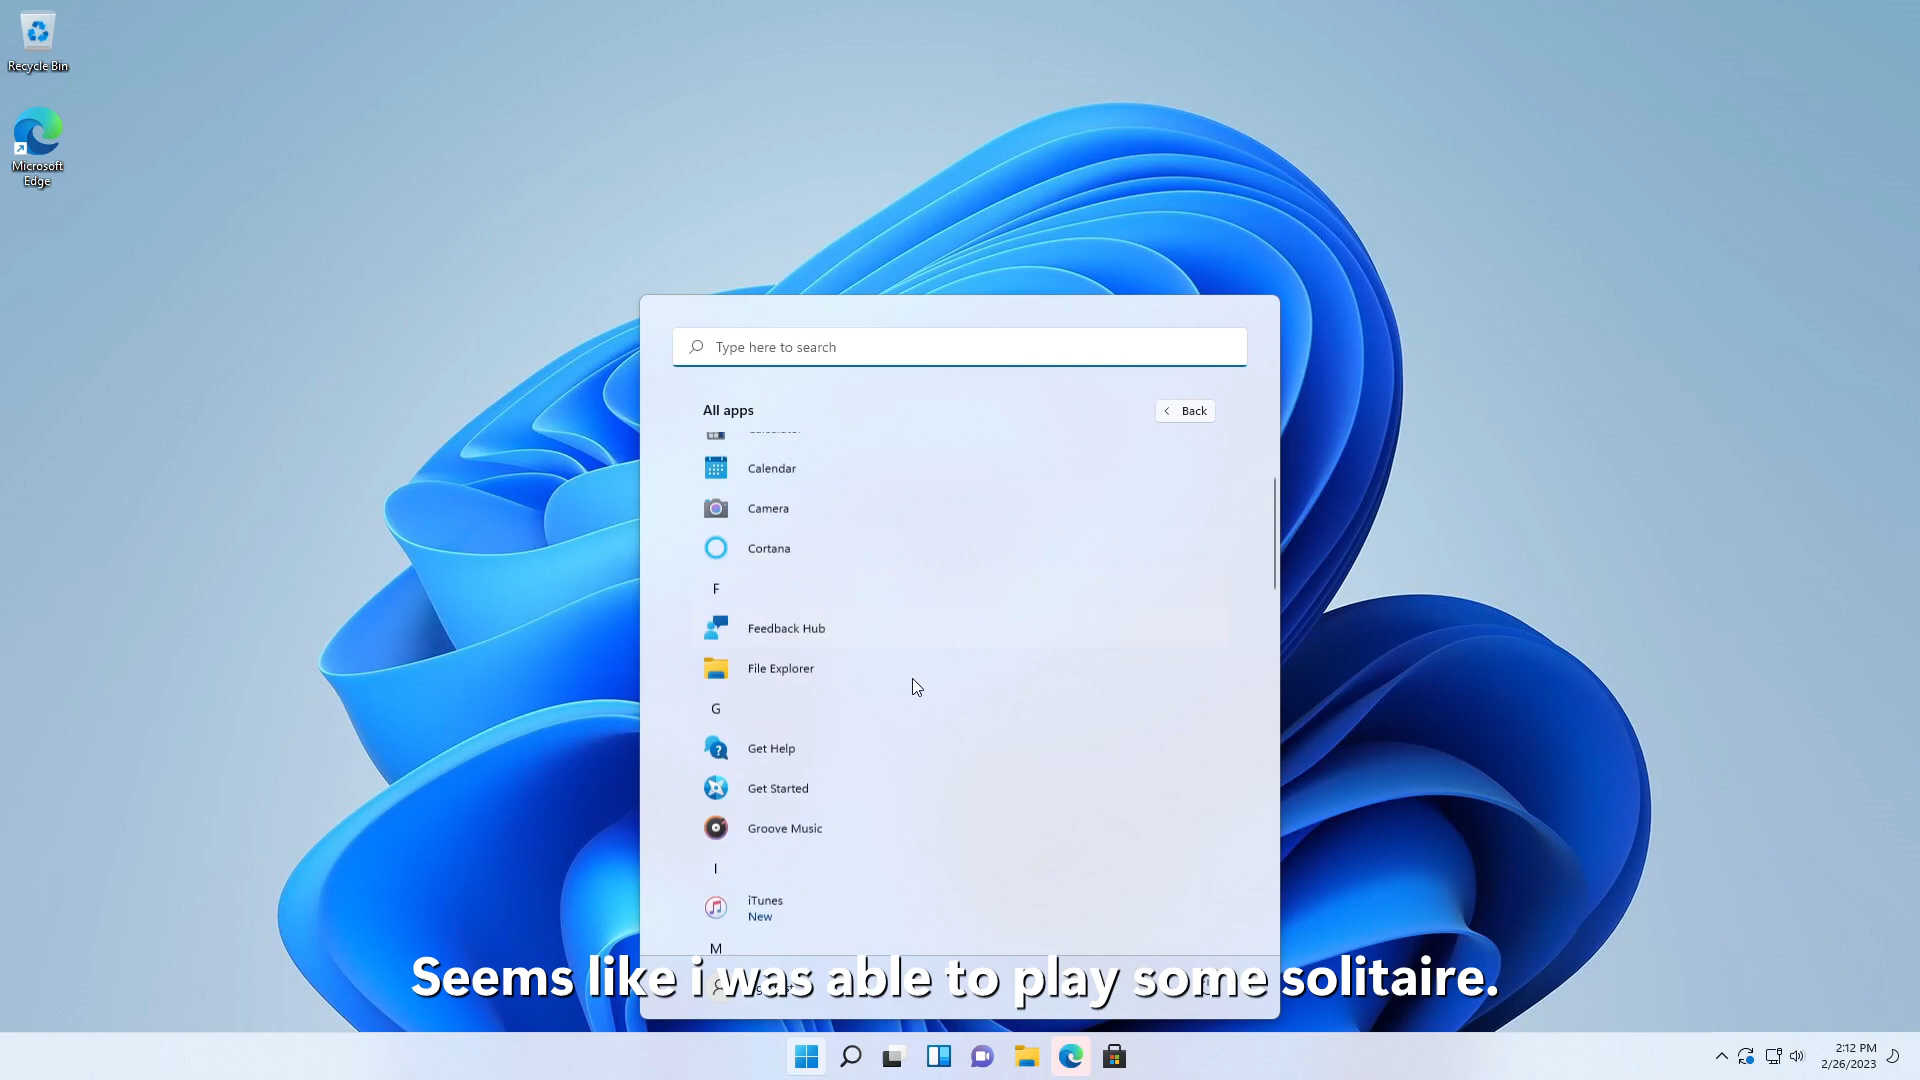 Recycle Bin
Microsoft
Edge
Type here to search
All apps
Back
Calculator
Calendar
Camera
Cortana
F
Feedback Hub
File Explorer
G
Get Help
Get Started
Groove Music
I
iTunes
New
M
Seems like i was able to play some solitaire.
2:12 PM
2/26/2023